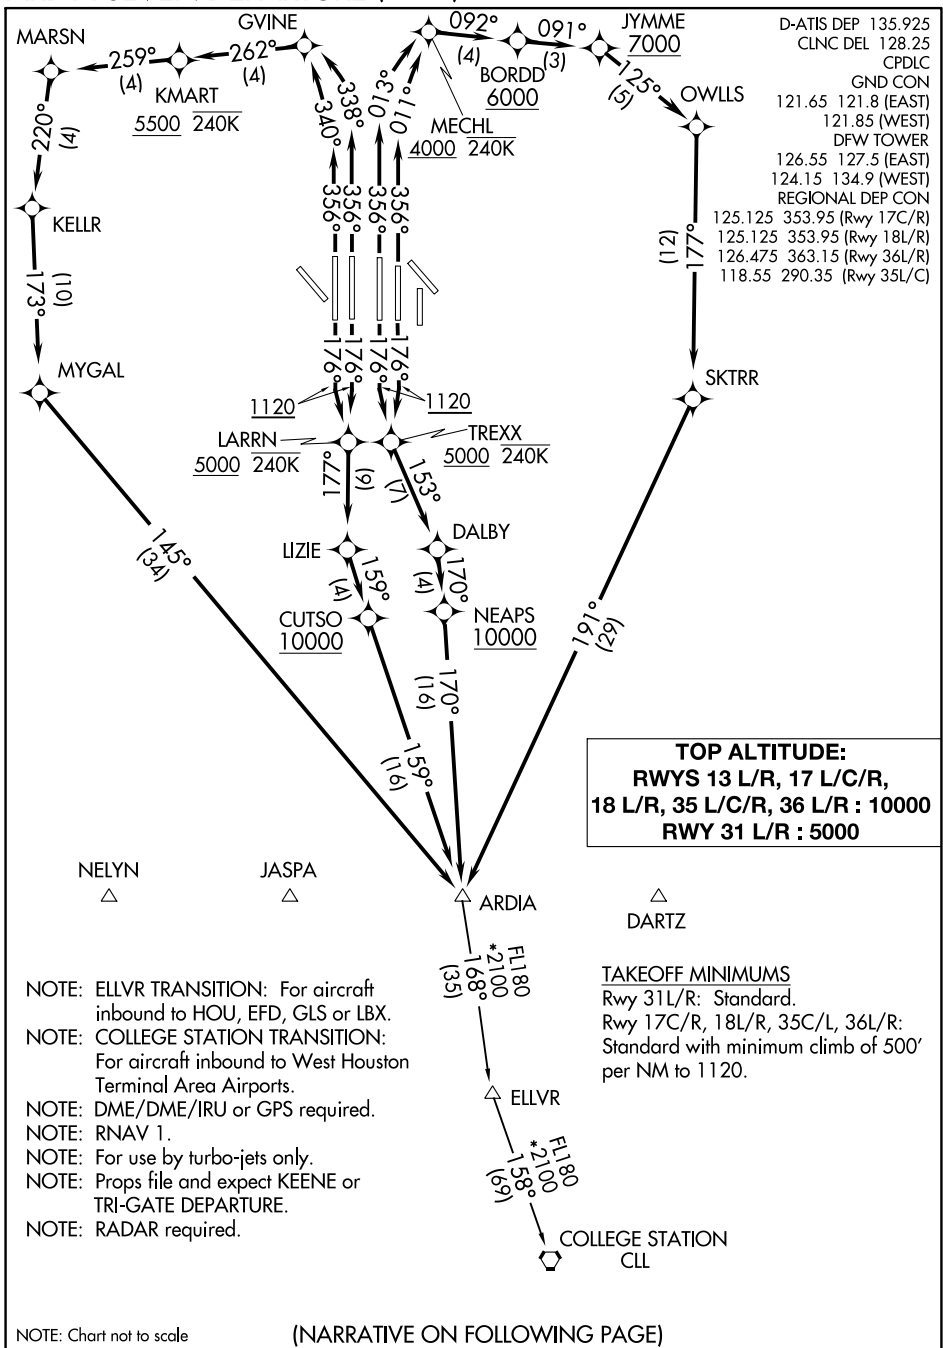 D-ATIS DEP 135.925
CLNC DEL 128.25
CPDLC
GND CON
121.65 121.8 (EAST)
121.85 (WEST)
DFW TOWER
126.55 127.5 (EAST)
124.15 134.9 (WEST)
REGIONAL DEP CON
125.125 353.95 (Rwy 17C/R)
125.125 353.95 (Rwy 18L/R)
126.475 363.15 (Rwy 36L/R)
118.55 290.35 (Rwy 35L/C)
MARSN
259°
(4)
KMART
5500 240K
262°
(4)
GVINE
340°
338°
013°
011°
092°
(4)
MECHL
4000 240K
BORDD
6000
091°
(3)
JYMME
7000
125°
(5)
OWLLS
220°
(4)
KELLR
173°
(10)
MYGAL
356°
356°
356°
356°
177°
(12)
SKTRR
176°
176°
176°
176°
1120
1120
LARRN
5000 240K
TREXX
5000 240K
177°
(9)
153°
(7)
LIZIE
DALBY
159°
(4)
170°
(4)
CUTSO
10000
NEAPS
10000
145°
(34)
159°
(16)
170°
(16)
191°
(29)
TOP ALTITUDE:
RWYS 13 L/R, 17 L/C/R,
18 L/R, 35 L/C/R, 36 L/R : 10000
RWY 31 L/R : 5000
NELYN
JASPA
ARDIA
DARTZ
FL180
*2100
168°
(35)
ELLVR
FL180
*2100
158°
(69)
COLLEGE STATION
CLL
NOTE: ELLVR TRANSITION: For aircraft
inbound to HOU, EFD, GLS or LBX.
NOTE: COLLEGE STATION TRANSITION:
For aircraft inbound to West Houston
Terminal Area Airports.
NOTE: DME/DME/IRU or GPS required.
NOTE: RNAV 1.
NOTE: For use by turbo-jets only.
NOTE: Props file and expect KEENE or
TRI-GATE DEPARTURE.
NOTE: RADAR required.
TAKEOFF MINIMUMS
Rwy 31L/R: Standard.
Rwy 17C/R, 18L/R, 35C/L, 36L/R:
Standard with minimum climb of 500'
per NM to 1120.
NOTE: Chart not to scale
(NARRATIVE ON FOLLOWING PAGE)